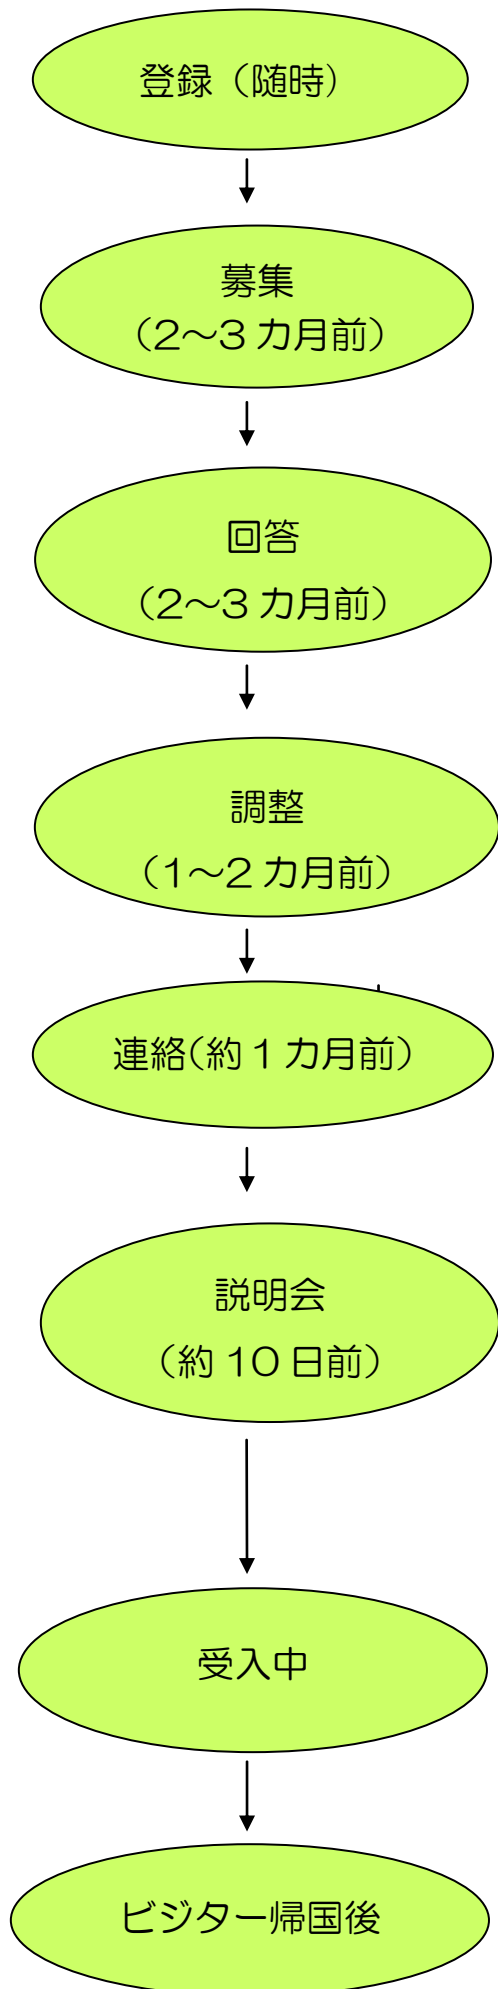 登録（随時）
募集
（２～３カ月前）
回答
（２～３カ月前）
調整
（１～２カ月前）
連絡(約１カ月前）
説明会
（約 10 日前）
受入中
ビジター帰国後